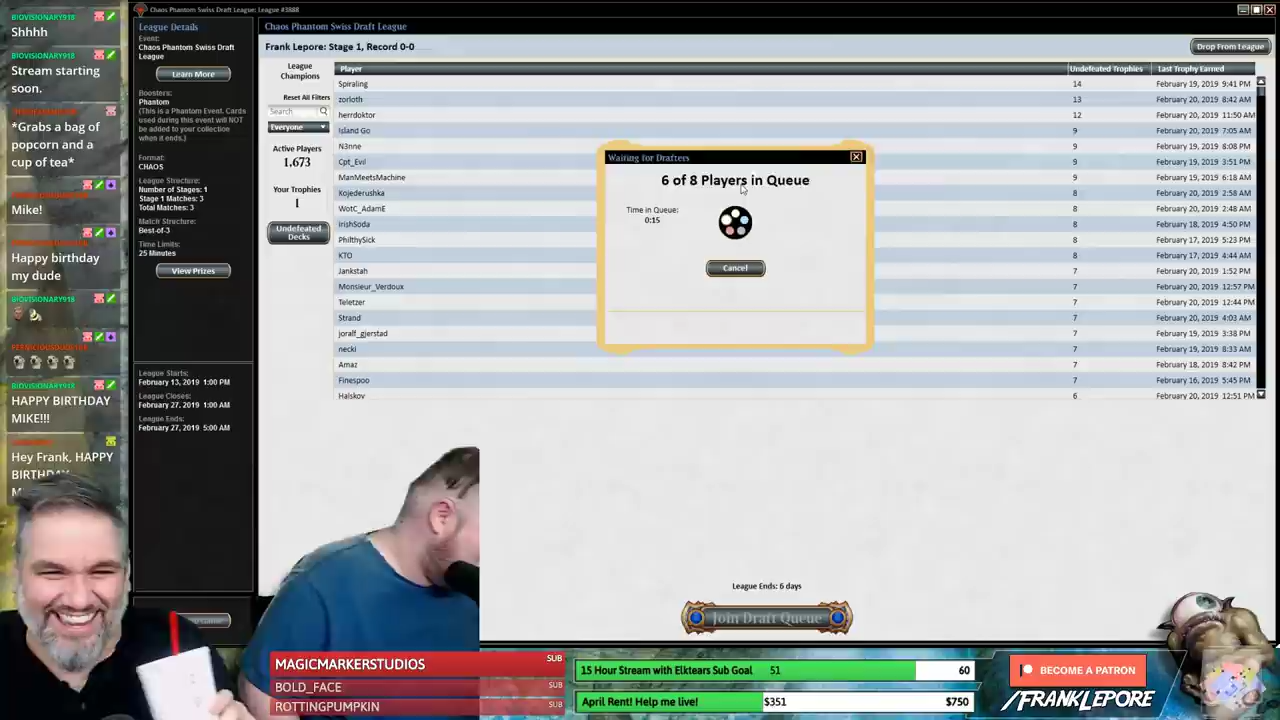 Chaos Phantom Swiss Draft League: League #3888
BIOVISIONARY918
Shhhh
BIOVISIONARY918
Stream starting
soon.
*Grabs a bag of
popcorn and a
cup of tea*
Mike!
Happy birthday
my dude
BIOVISIONARY918
BIOVISIONARY918
HAPPY BIRTHDAY
MIKE!!!
Hey Frank, HAPPY
BIRTHDAY
League Details
Event:
Chaos Phantom Swiss Draft
League
Learn More
Boosters:
Phantom
(This is a Phantom Event. Cards
used during this event will NOT
be added to your collection
when it ends.)
Format:
CHAOS
League Structure:
Number of Stages: 1
Stage 1 Matches: 3
Total Matches: 3
Match Structure:
Best-of-3
Time Limits:
25 Minutes
View Prizes
League Starts:
February 13, 2019 1:00 PM
League Closes:
February 27, 2019 1:00 AM
League Ends:
February 27, 2019 5:00 AM
Chaos Phantom Swiss Draft League
Frank Lepore: Stage 1, Record 0-0
Drop From League
League
Champions
Reset All Filters
Search
Everyone
Active Players
1,673
Your Trophies
1
Undefeated
Decks
Player Undefeated Trophies Last Trophy Earned
Spiraling 14 February 19, 2019 9:41 PM
zorloth 13 February 20, 2019 8:42 AM
herrdoktor 12 February 20, 2019 11:50 AM
Island Go 9 February 20, 2019 7:05 AM
N3nne 9 February 19, 2019 8:08 PM
Cpt_Evil 9 February 19, 2019 3:51 PM
ManMeetsMachine 9 February 19, 2019 6:18 AM
Kojederushka 8 February 20, 2019 2:58 AM
WotC_AdamE 8 February 20, 2019 2:48 AM
IrishSoda 8 February 18, 2019 4:50 PM
PhilthySick 8 February 17, 2019 5:23 PM
KTO 8 February 17, 2019 4:44 AM
Jankstah 7 February 20, 2019 1:52 PM
Monsieur_Verdoux 7 February 20, 2019 12:57 PM
Teletzer 7 February 20, 2019 12:44 PM
Strand 7 February 20, 2019 4:03 AM
joralf_gjerstad 7 February 19, 2019 3:38 PM
necki 7 February 19, 2019 8:33 AM
Amaz 7 February 18, 2019 8:42 PM
Finespoo 7 February 16, 2019 5:45 PM
Halskov 6 February 20, 2019 12:51 PM
Waiting for Drafters
6 of 8 Players in Queue
Time in Queue:
0:15
Cancel
League Ends: 6 days
Join Draft Queue
MAGICMARKERSTUDIOS SUB
BOLD_FACE SUB
ROTTINGPUMPKIN SUB
15 Hour Stream with Elktears Sub Goal 51 60
April Rent! Help me live! $351 $750
BECOME A PATRON
/FRANKLEPORE